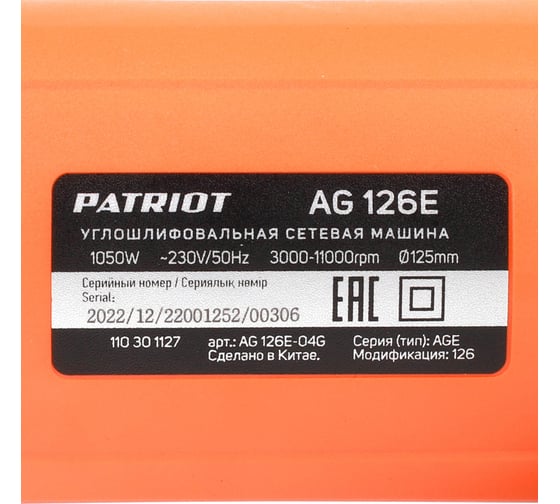 PATRIOT AG 126E
УГЛОШЛИФОВАЛЬНАЯ СЕТЕВАЯ МАШИНА
1050W ~230V/50Hz 3000-11000rpm Ø125mm
Серийный номер / Сериялық нөмір
Serial:
2022/12/22001252/00306
EAC
110 30 1127 арт.: AG 126E-04G Серия (тип): AGE
Сделано в Китае. Модификация: 126